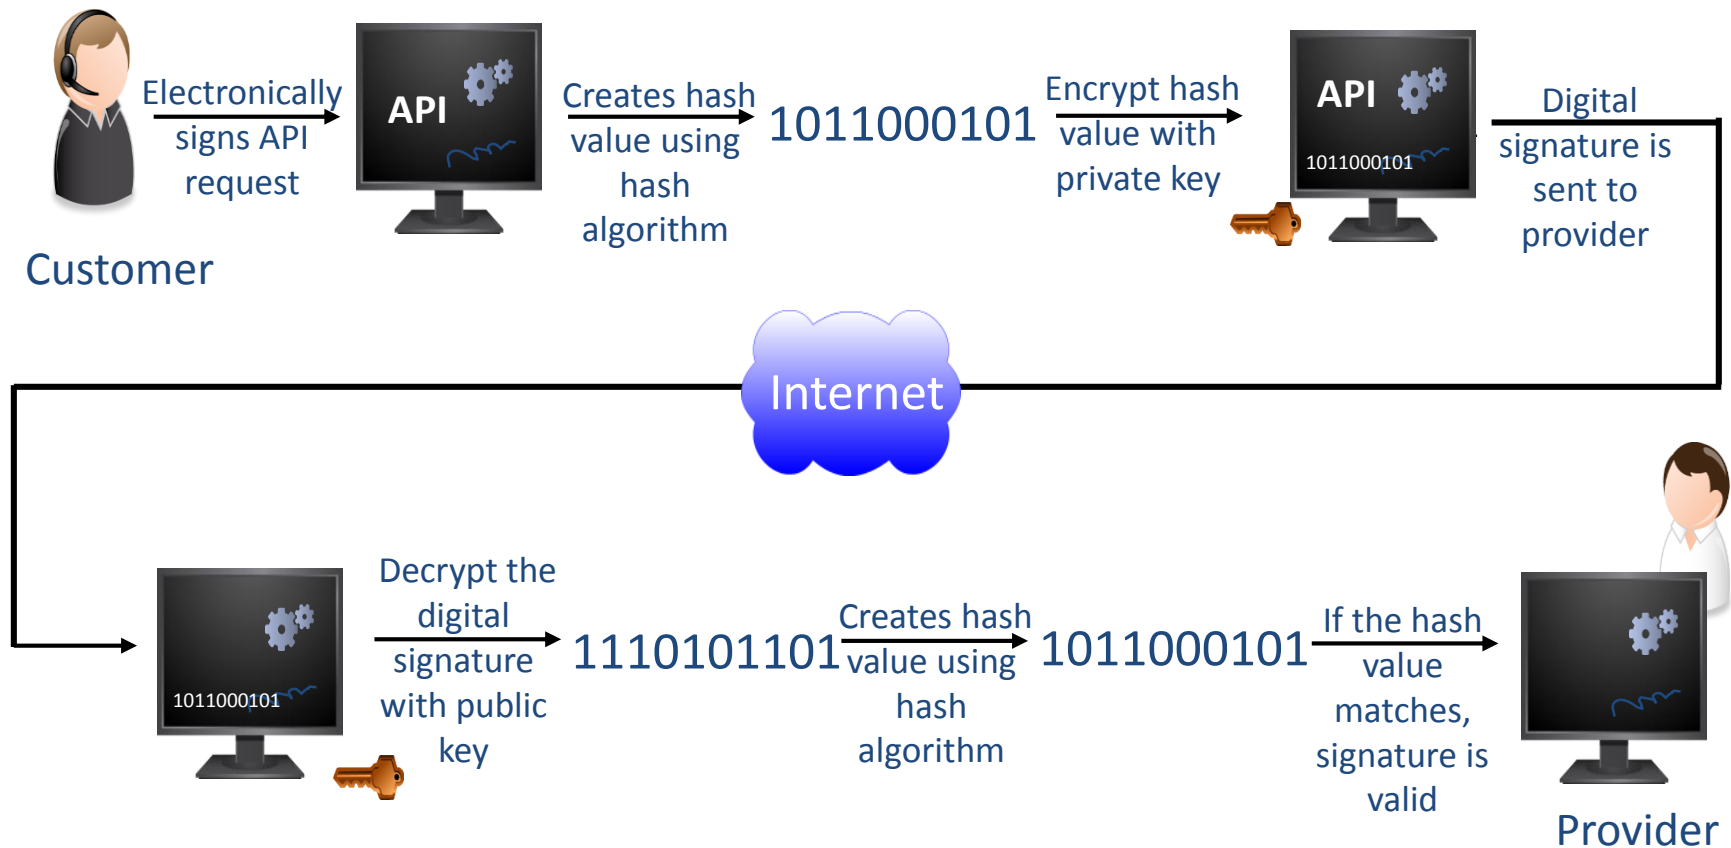 Electronically
signs API
request
API
Creates hash
value using
hash
algorithm
1011000101
Encrypt hash
value with
private key
API
1011000101
Digital
signature is
sent to
provider
Customer
Internet
1011000101
Decrypt the
digital
signature
with public
key
1110101101
Creates hash
value using
hash
algorithm
1011000101
If the hash
value
matches,
signature is
valid
Provider